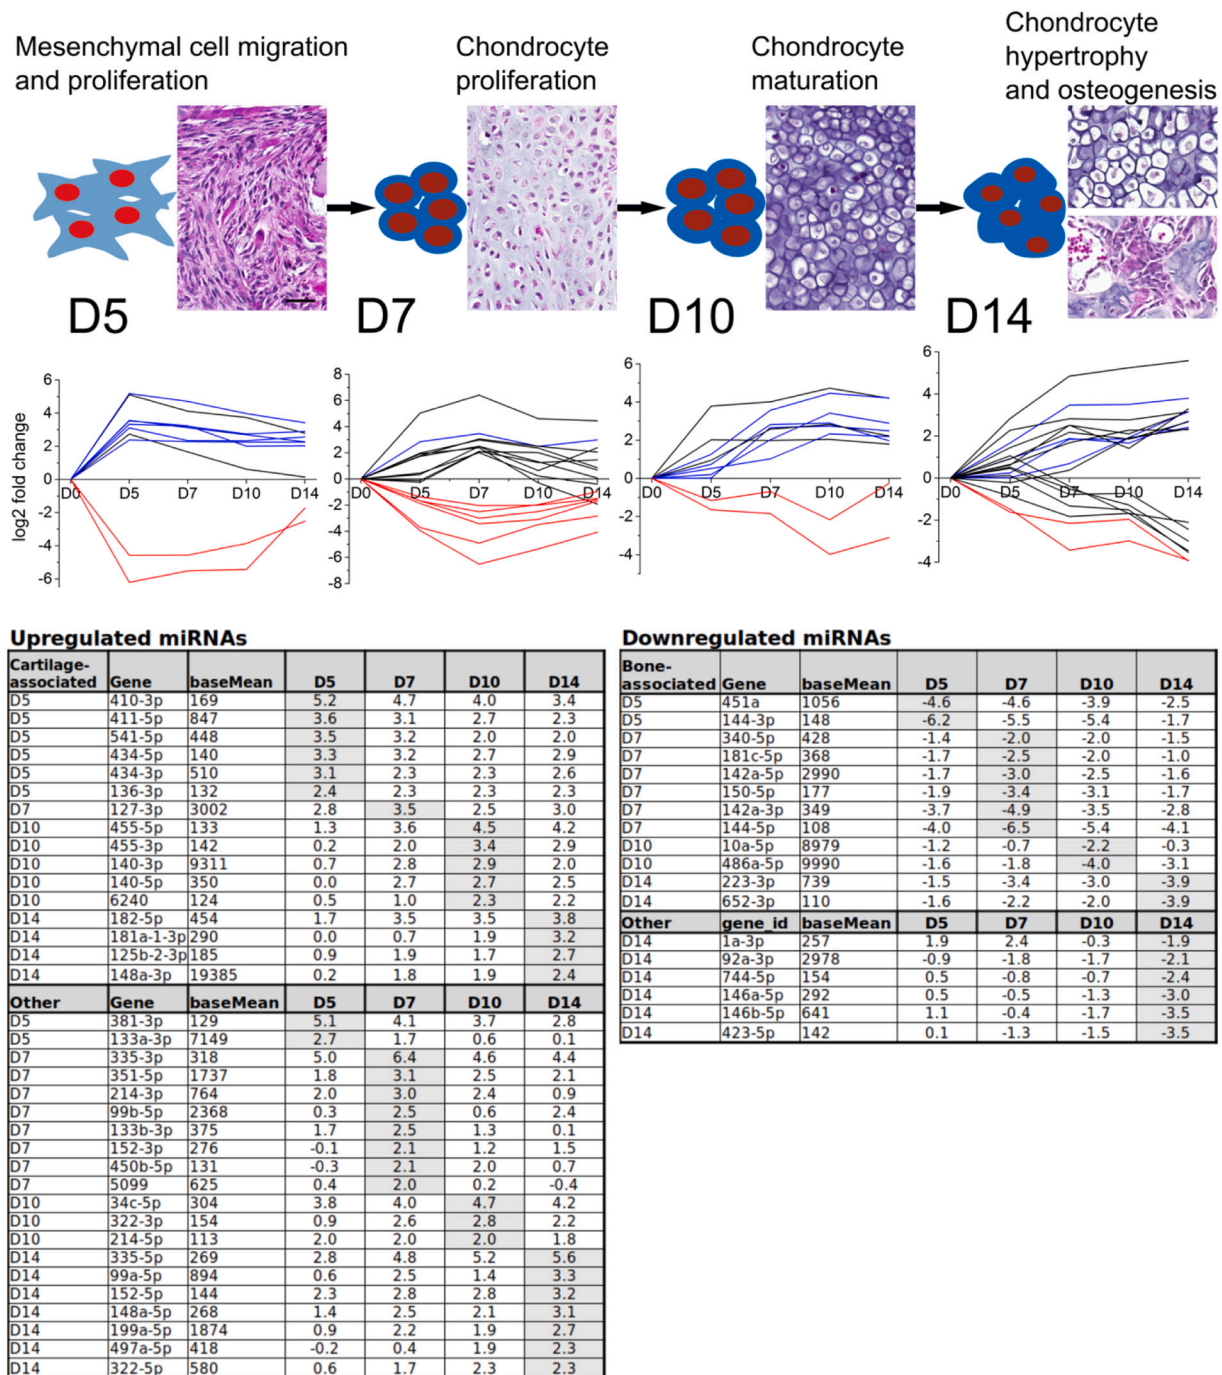 Mesenchymal cell migration
and proliferation
Chondrocyte
proliferation
Chondrocyte
maturation
Chondrocyte
hypertrophy
and osteogenesis
D5
D7
D10
D14
log2 fold change
6
4
2
0
-2
-4
-6
D0
D5
D7
D10
D14
8
6
4
2
0
-2
-4
-6
-8
D0
D5
D7
D10
D14
6
4
2
0
-2
-4
D0
D5
D7
D10
D14
6
4
2
0
-2
-4
D0
D5
D7
D10
D14
Upregulated miRNAs
Cartilage-
associated Gene baseMean D5 D7 D10 D14
D5 410-3p 169 5.2 4.7 4.0 3.4
D5 411-5p 847 3.6 3.1 2.7 2.3
D5 541-5p 448 3.5 3.2 2.0 2.0
D5 434-5p 140 3.3 3.2 2.7 2.9
D5 434-3p 510 3.1 2.3 2.3 2.6
D5 136-3p 132 2.4 2.3 2.3 2.3
D7 127-3p 3002 2.8 3.5 2.5 3.0
D10 455-5p 133 1.3 3.6 4.5 4.2
D10 455-3p 142 0.2 2.0 3.4 2.9
D10 140-3p 9311 0.7 2.8 2.9 2.0
D10 140-5p 350 0.0 2.7 2.7 2.5
D10 6240 124 0.5 1.0 2.3 2.2
D14 182-5p 454 1.7 3.5 3.5 3.8
D14 181a-1-3p 290 0.0 0.7 1.9 3.2
D14 125b-2-3p 185 0.9 1.9 1.7 2.7
D14 148a-3p 19385 0.2 1.8 1.9 2.4
Other Gene baseMean D5 D7 D10 D14
D5 381-3p 129 5.1 4.1 3.7 2.8
D5 133a-3p 7149 2.7 1.7 0.6 0.1
D7 335-3p 318 5.0 6.4 4.6 4.4
D7 351-5p 1737 1.8 3.1 2.5 2.1
D7 214-3p 764 2.0 3.0 2.4 0.9
D7 99b-5p 2368 0.3 2.5 0.6 2.4
D7 133b-3p 375 1.7 2.5 1.3 0.1
D7 152-3p 276 -0.1 2.1 1.2 1.5
D7 450b-5p 131 -0.3 2.1 2.0 0.7
D7 5099 625 0.4 2.0 0.2 -0.4
D10 34c-5p 304 3.8 4.0 4.7 4.2
D10 322-3p 154 0.9 2.6 2.8 2.2
D10 214-5p 113 2.0 2.0 2.0 1.8
D14 335-5p 269 2.8 4.8 5.2 5.6
D14 99a-5p 894 0.6 2.5 1.4 3.3
D14 152-5p 144 2.3 2.8 2.8 3.2
D14 148a-5p 268 1.4 2.5 2.1 3.1
D14 199a-5p 1874 0.9 2.2 1.9 2.7
D14 497a-5p 418 -0.2 0.4 1.9 2.3
D14 322-5p 580 0.6 1.7 2.3 2.3
Downregulated miRNAs
Bone-
associated Gene baseMean D5 D7 D10 D14
D5 451a 1056 -4.6 -4.6 -3.9 -2.5
D5 144-3p 148 -6.2 -5.5 -5.4 -1.7
D7 340-5p 428 -1.4 -2.0 -2.0 -1.5
D7 181c-5p 368 -1.7 -2.5 -2.0 -1.0
D7 142a-5p 2990 -1.7 -3.0 -2.5 -1.6
D7 150-5p 177 -1.9 -3.4 -3.1 -1.7
D7 142a-3p 349 -3.7 -4.9 -3.5 -2.8
D7 144-5p 108 -4.0 -6.5 -5.4 -4.1
D10 10a-5p 8979 -1.2 -0.7 -2.2 -0.3
D10 486a-5p 9990 -1.6 -1.8 -4.0 -3.1
D14 223-3p 739 -1.5 -3.4 -3.0 -3.9
D14 652-3p 110 -1.6 -2.2 -2.0 -3.9
Other gene_id baseMean D5 D7 D10 D14
D14 1a-3p 257 1.9 2.4 -0.3 -1.9
D14 92a-3p 2978 -0.9 -1.8 -1.7 -2.1
D14 744-5p 154 0.5 -0.8 -0.7 -2.4
D14 146a-5p 292 0.5 -0.5 -1.3 -3.0
D14 146b-5p 641 1.1 -0.4 -1.7 -3.5
D14 423-5p 142 0.1 -1.3 -1.5 -3.5